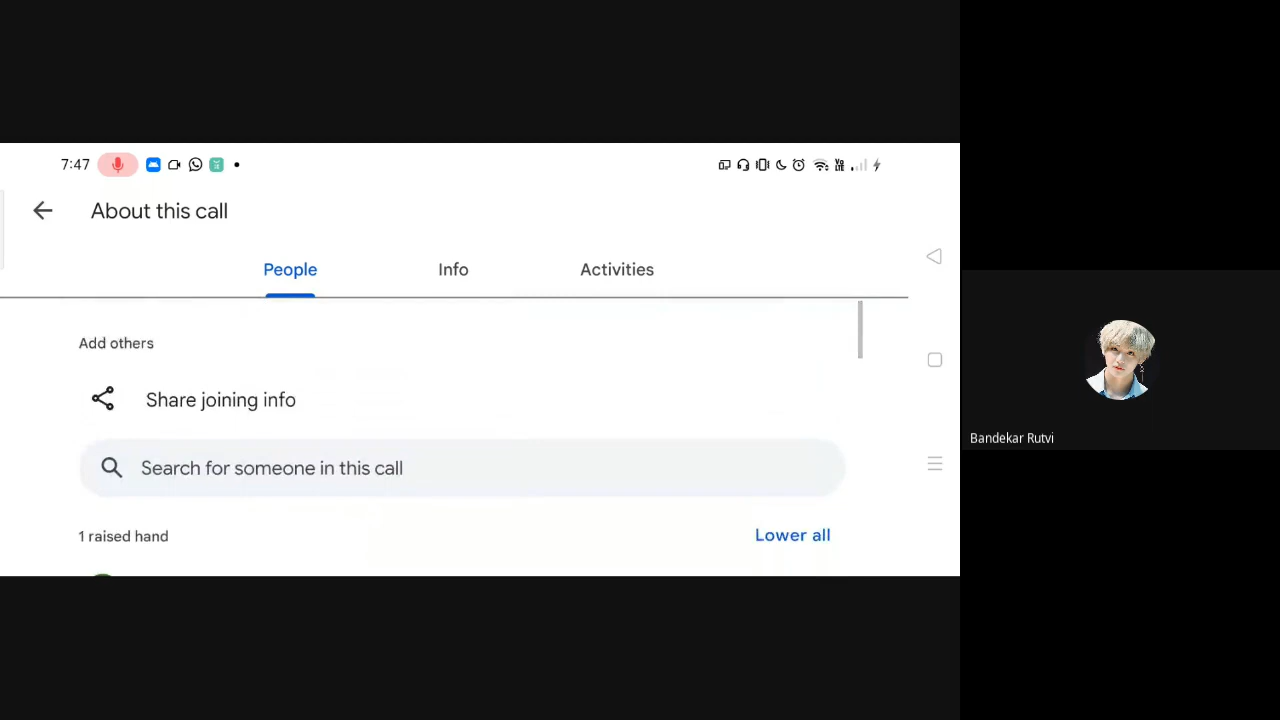 7:47
About this call
People Info Activities
Add others
Share joining info
Search for someone in this call
1 raised hand Lower all
Bandekar Rutvi